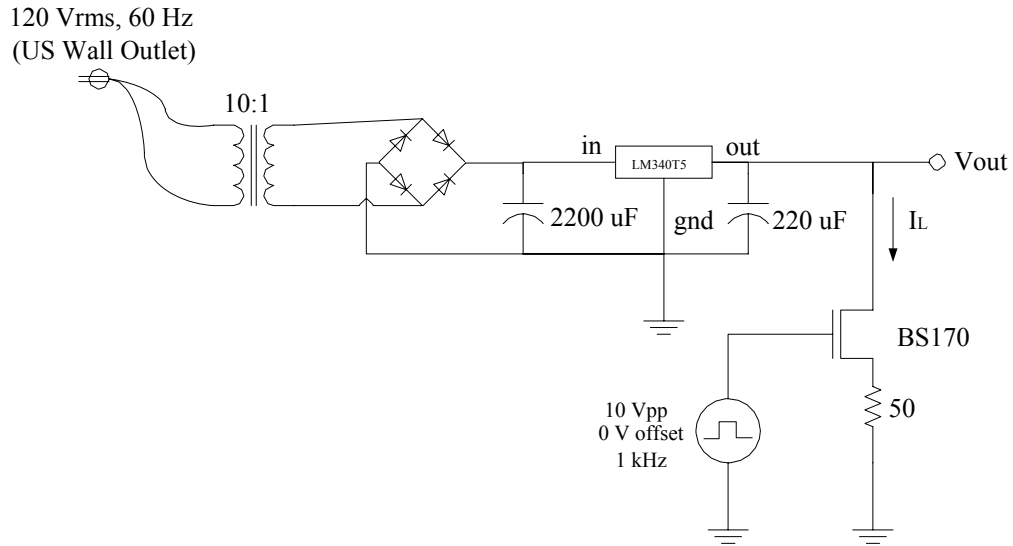 120 Vrms, 60 Hz
(US Wall Outlet)
10:1
in
LM340T5
out
Vout
2200 uF
gnd
220 uF
IL
BS170
10 Vpp
0 V offset
1 kHz
50